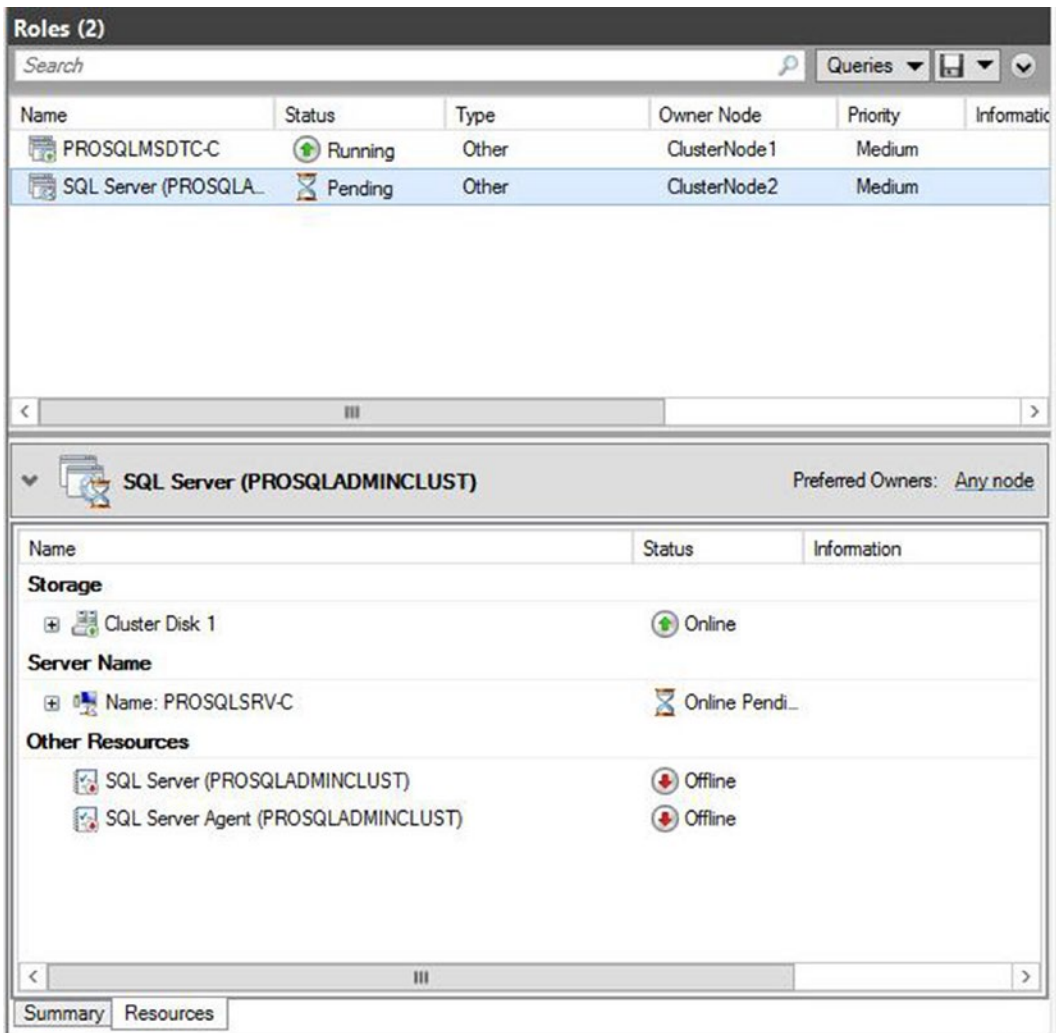 Roles (2)
Search Queries
Name Status Type Owner Node Priority Informatic
PROSQLMSDTC-C Running Other ClusterNode1 Medium
SQL Server (PROSQLA... Pending Other ClusterNode2 Medium
SQL Server (PROSQLADMINCLUST) Preferred Owners: Any node
Name Status Information
Storage
Cluster Disk 1 Online
Server Name
Name: PROSQLSRV-C Online Pendi...
Other Resources
SQL Server (PROSQLADMINCLUST) Offline
SQL Server Agent (PROSQLADMINCLUST) Offline
Summary Resources